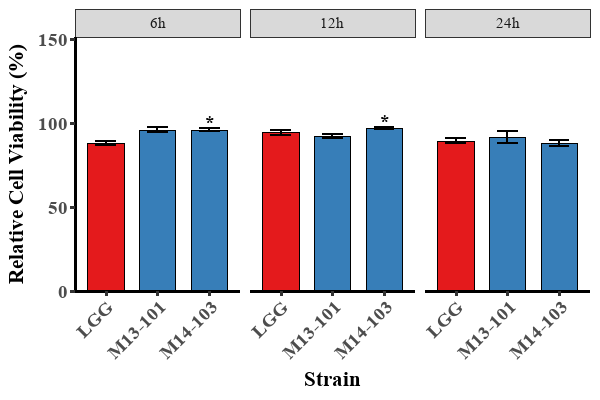 6h 12h 24h
Relative Cell Viability (%)
150
100
50
0
* *
LGG M13-101 M14-103 LGG M13-101 M14-103 LGG M13-101 M14-103
Strain